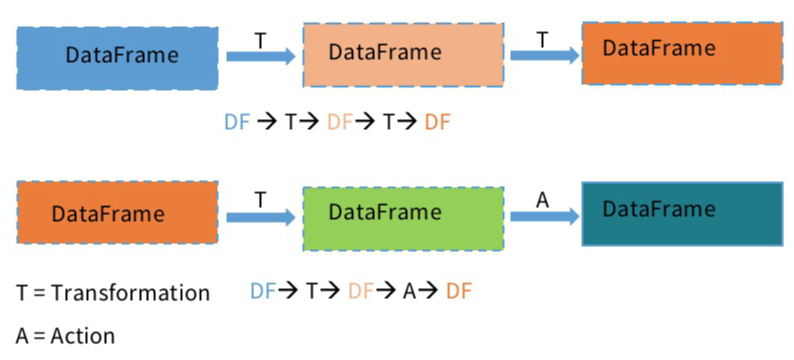 DataFrame T DataFrame T DataFrame
DF → T→ DF→ T→ DF
DataFrame T DataFrame A DataFrame
T = Transformation DF→ T→ DF→ A→ DF
A = Action